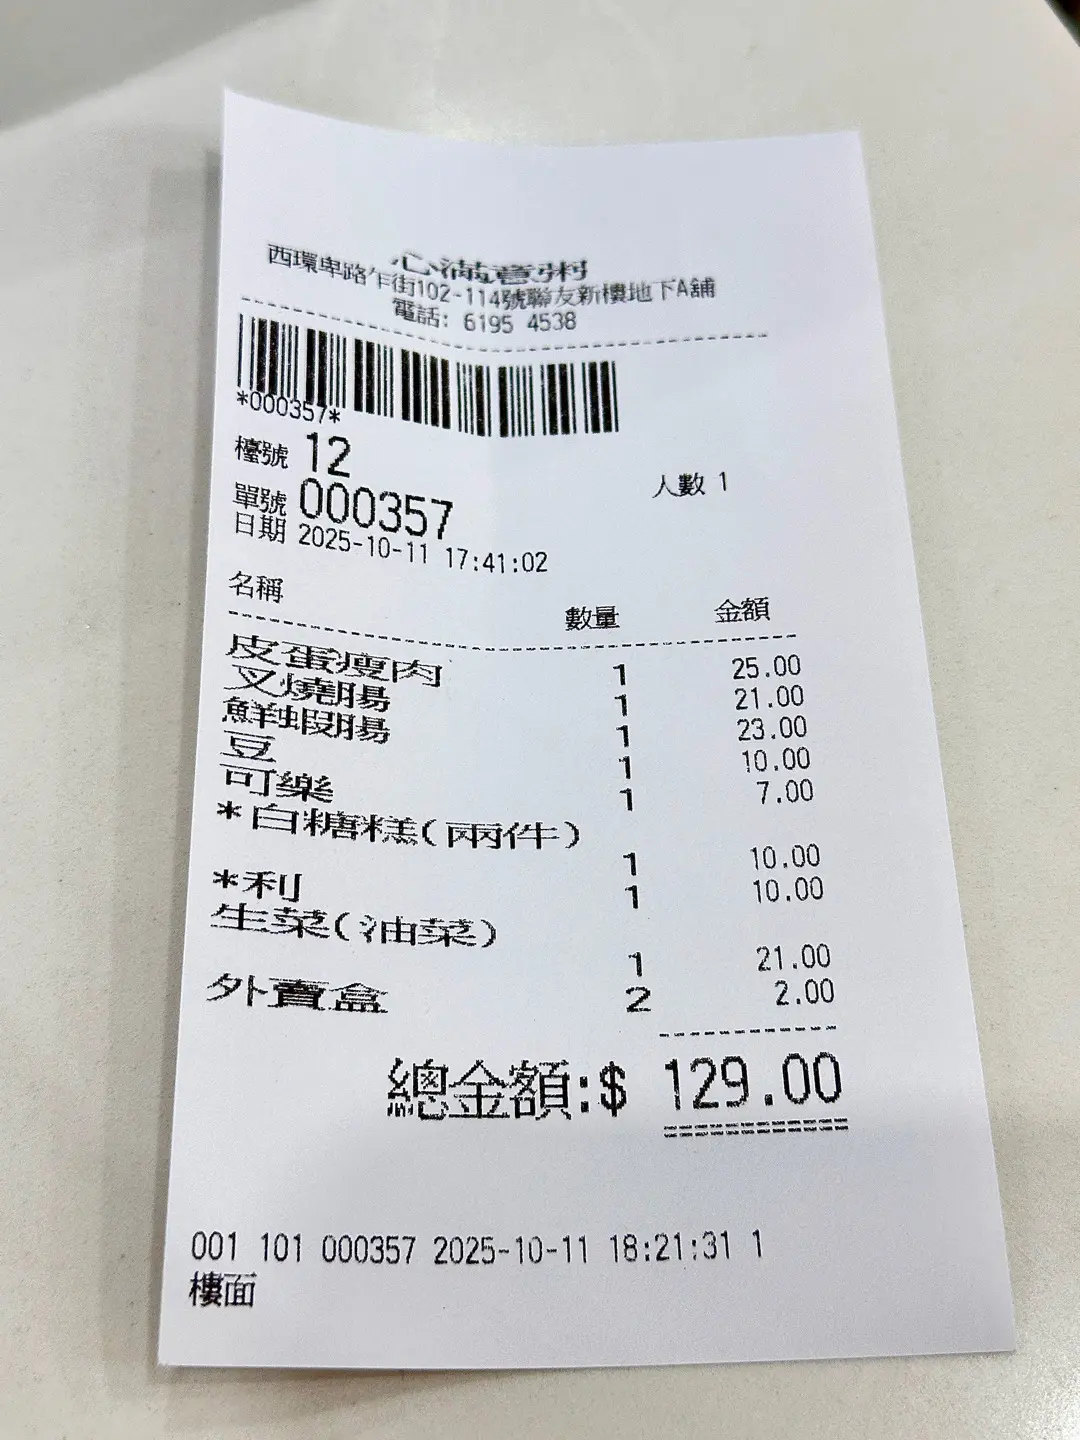 心滿意粥
西環卑路乍街102-114號聯友新樓地下A舖
電話: 6195 4538
*000357*
檯號 12 人數 1
單號 000357
日期 2025-10-11 17:41:02
名稱 數量 金額
皮蛋瘦肉 1 25.00
叉燒腸 1 21.00
鮮蝦腸 1 23.00
豆 1 10.00
可樂 1 7.00
*白糖糕(兩件)
1 10.00
*利 1 10.00
生菜(油菜)
1 21.00
外賣盒 2 2.00
總金額:$ 129.00
001 101 000357 2025-10-11 18:21:31 1
樓面